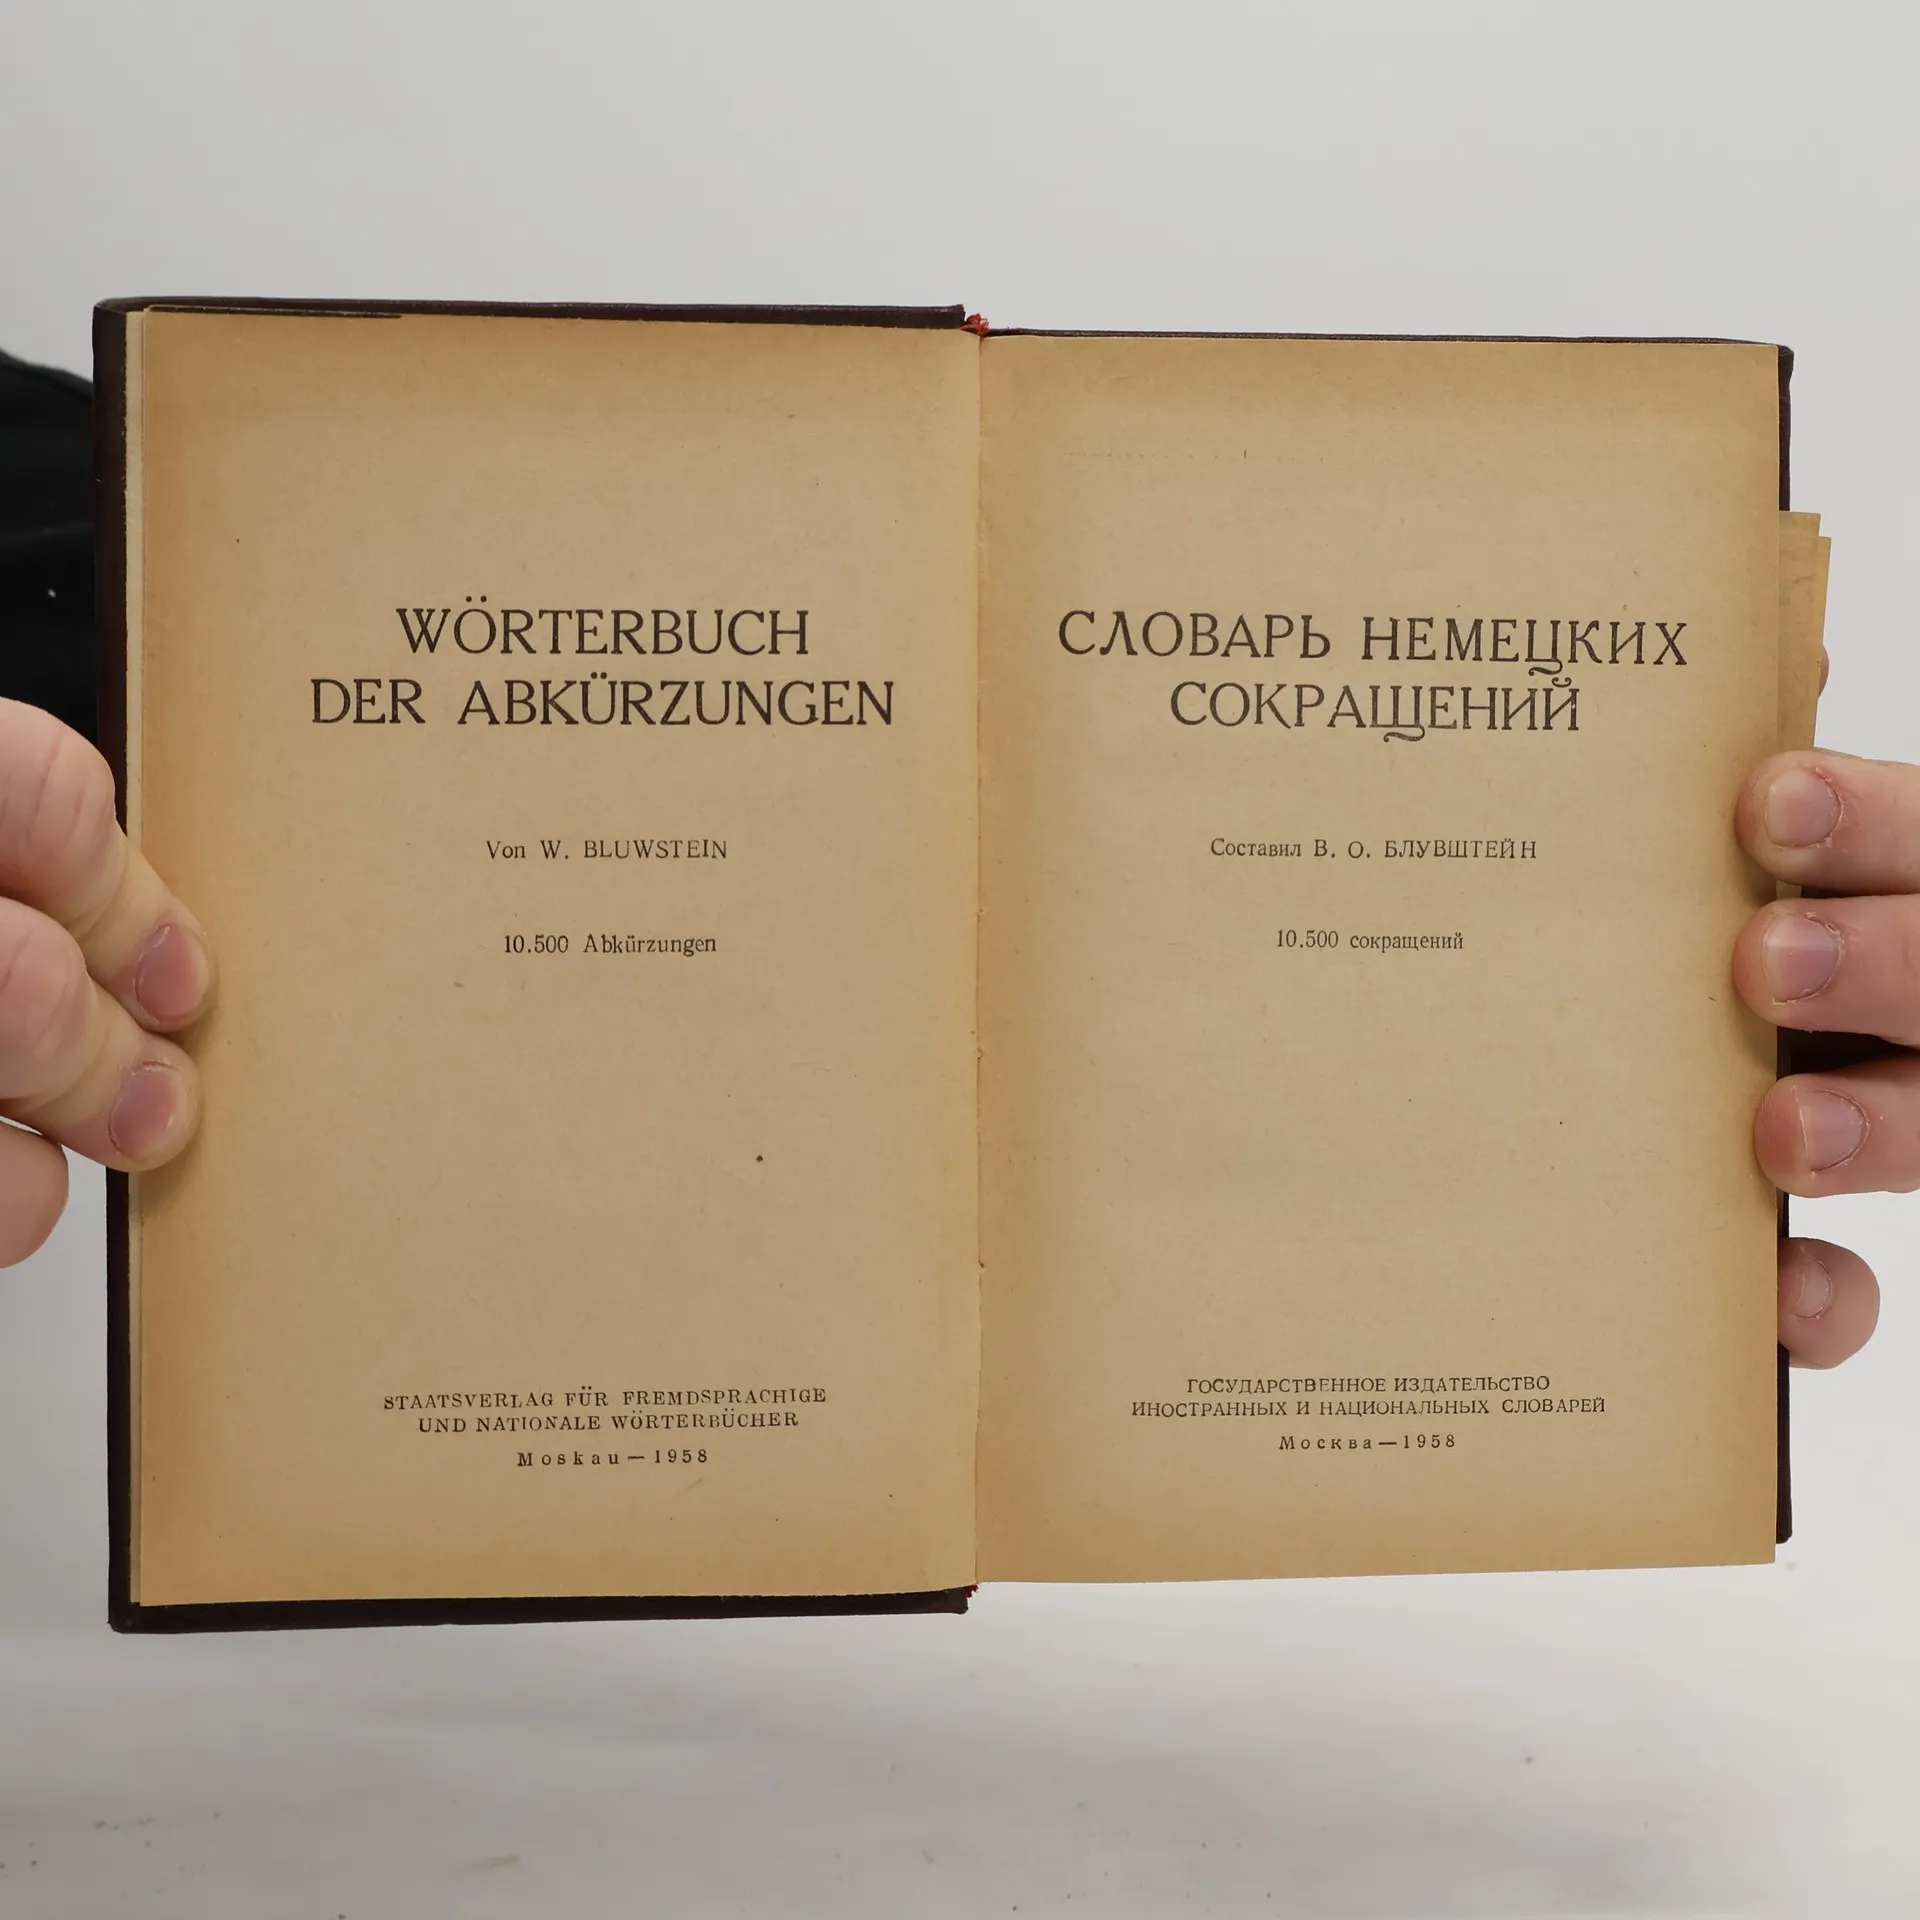 WÖRTERBUCH
DER ABKÜRZUNGEN
Von W. BLUWSTEIN
10.500 Abkürzungen
STAATSVERLAG FÜR FREMDSPRACHIGE
UND NATIONALE WÖRTERBÜCHER
Moskau — 1958
СЛОВАРЬ НЕМЕЦКИХ
СОКРАЩЕНИЙ
Составил В. О. БЛУВШТЕЙН
10.500 сокращений
ГОСУДАРСТВЕННОЕ ИЗДАТЕЛЬСТВО
ИНОСТРАННЫХ И НАЦИОНАЛЬНЫХ СЛОВАРЕЙ
Москва — 1958